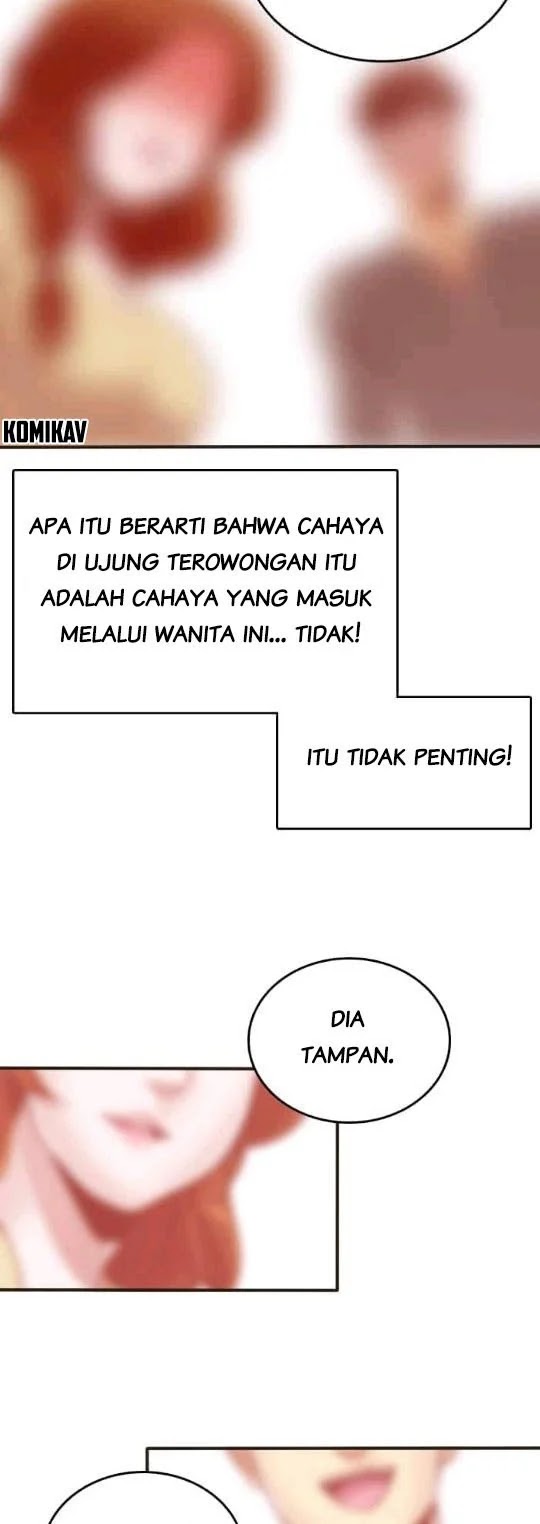 KOMIKAV
APA ITU BERARTI BAHWA CAHAYA
DI UJUNG TEROWONGAN ITU
ADALAH CAHAYA YANG MASUK
MELALUI WANITA INI... TIDAK!
ITU TIDAK PENTING!
DIA
TAMPAN.